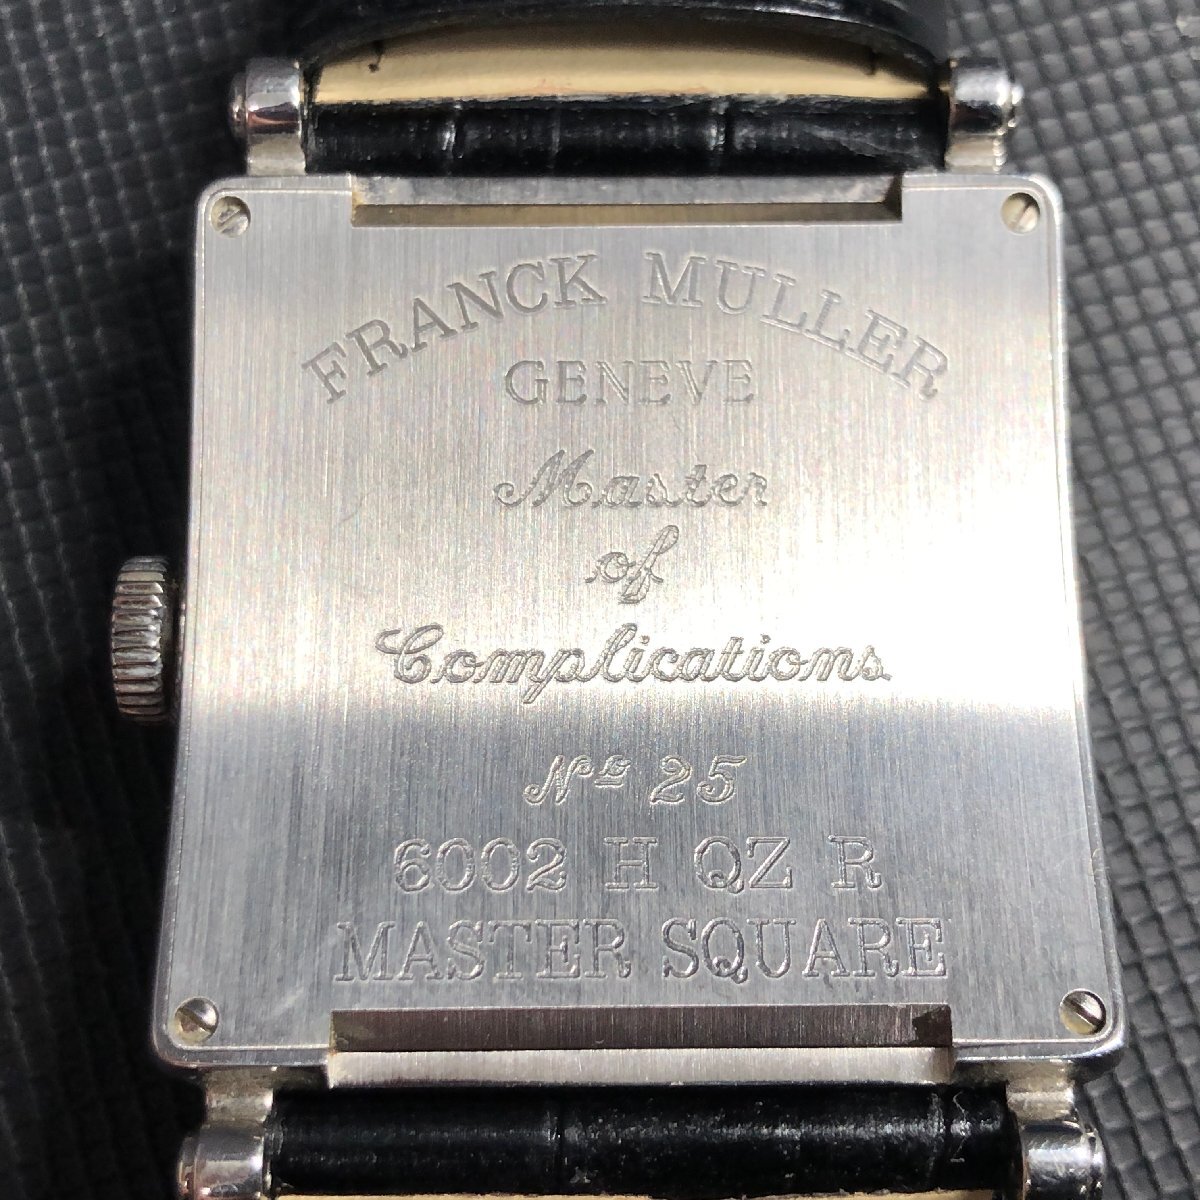 FRANCK MULLER
GENEVE
Master
of
Complications
No 25
6002 H QZ R
MASTER SQUARE